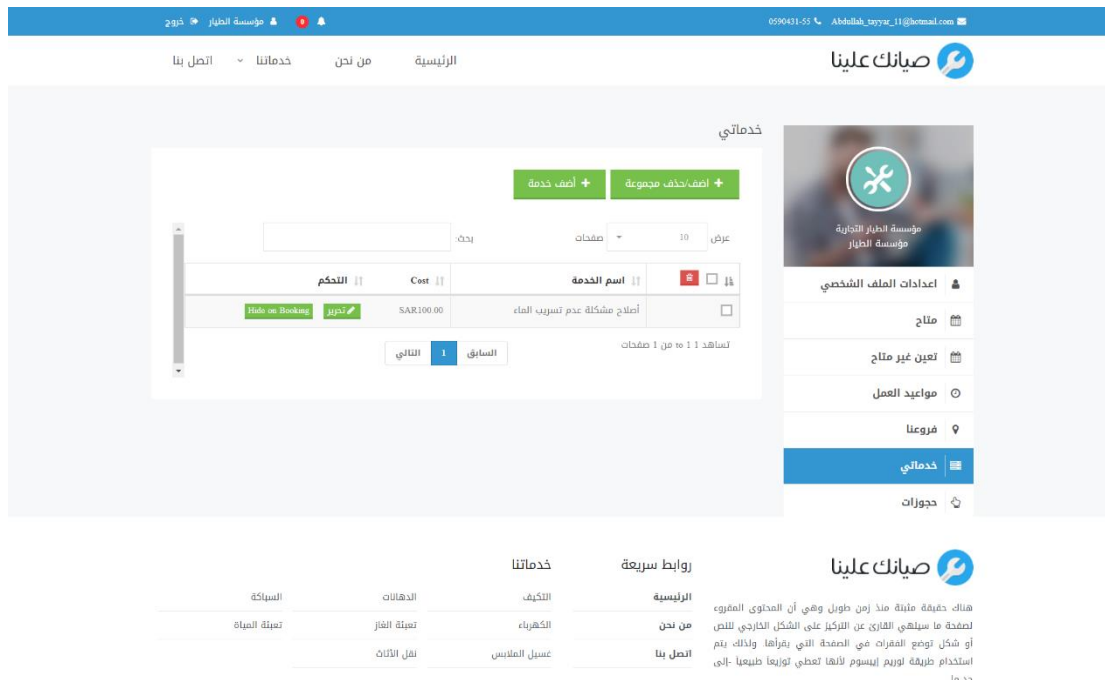 Abdullah_tayyar_11@hotmail.com 0590431-55
0 مؤسسة الطيار خروج
صيانك علينا
الرئيسية من نحن خدماتنا اتصل بنا
خدماتي
مؤسسة الطيار التجارية
مؤسسة الطيار
اعدادات الملف الشخصي
متاح
تعين غير متاح
مواعيد العمل
فروعنا
خدماتي
حجوزات
+ اضف/حذف مجموعة + أضف خدمة
عرض 10 صفحات بحث:
اسم الخدمة Cost التحكم
أصلاح مشكلة عدم تسريب الماء SAR100.00 تحرير Hide on Booking
تساهد 1 to 1 من 1 صفحات
السابق 1 التالي
صيانك علينا
هناك حقيقة مثبتة منذ زمن طويل وهي أن المحتوى المقروء
لصفحة ما سيلهي القارئ عن التركيز على الشكل الخارجي للنص
أو شكل توضع الفقرات في الصفحة التي يقرأها. ولذلك يتم
استخدام طريقة لوريم إيبسوم لأنها تعطي توزيعاَ طبيعياَ -إلى
روابط سريعة
الرئيسية
من نحن
اتصل بنا
خدماتنا
التكيف الدهانات السباكة
الكهرباء تعبئة الغاز تعبئة المياة
غسيل الملابس نقل الأثاث